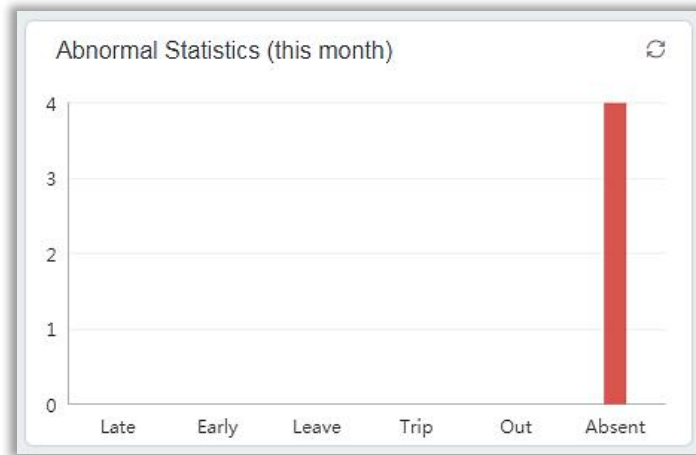 Abnormal Statistics (this month)
4
3
2
1
0
Late Early Leave Trip Out Absent